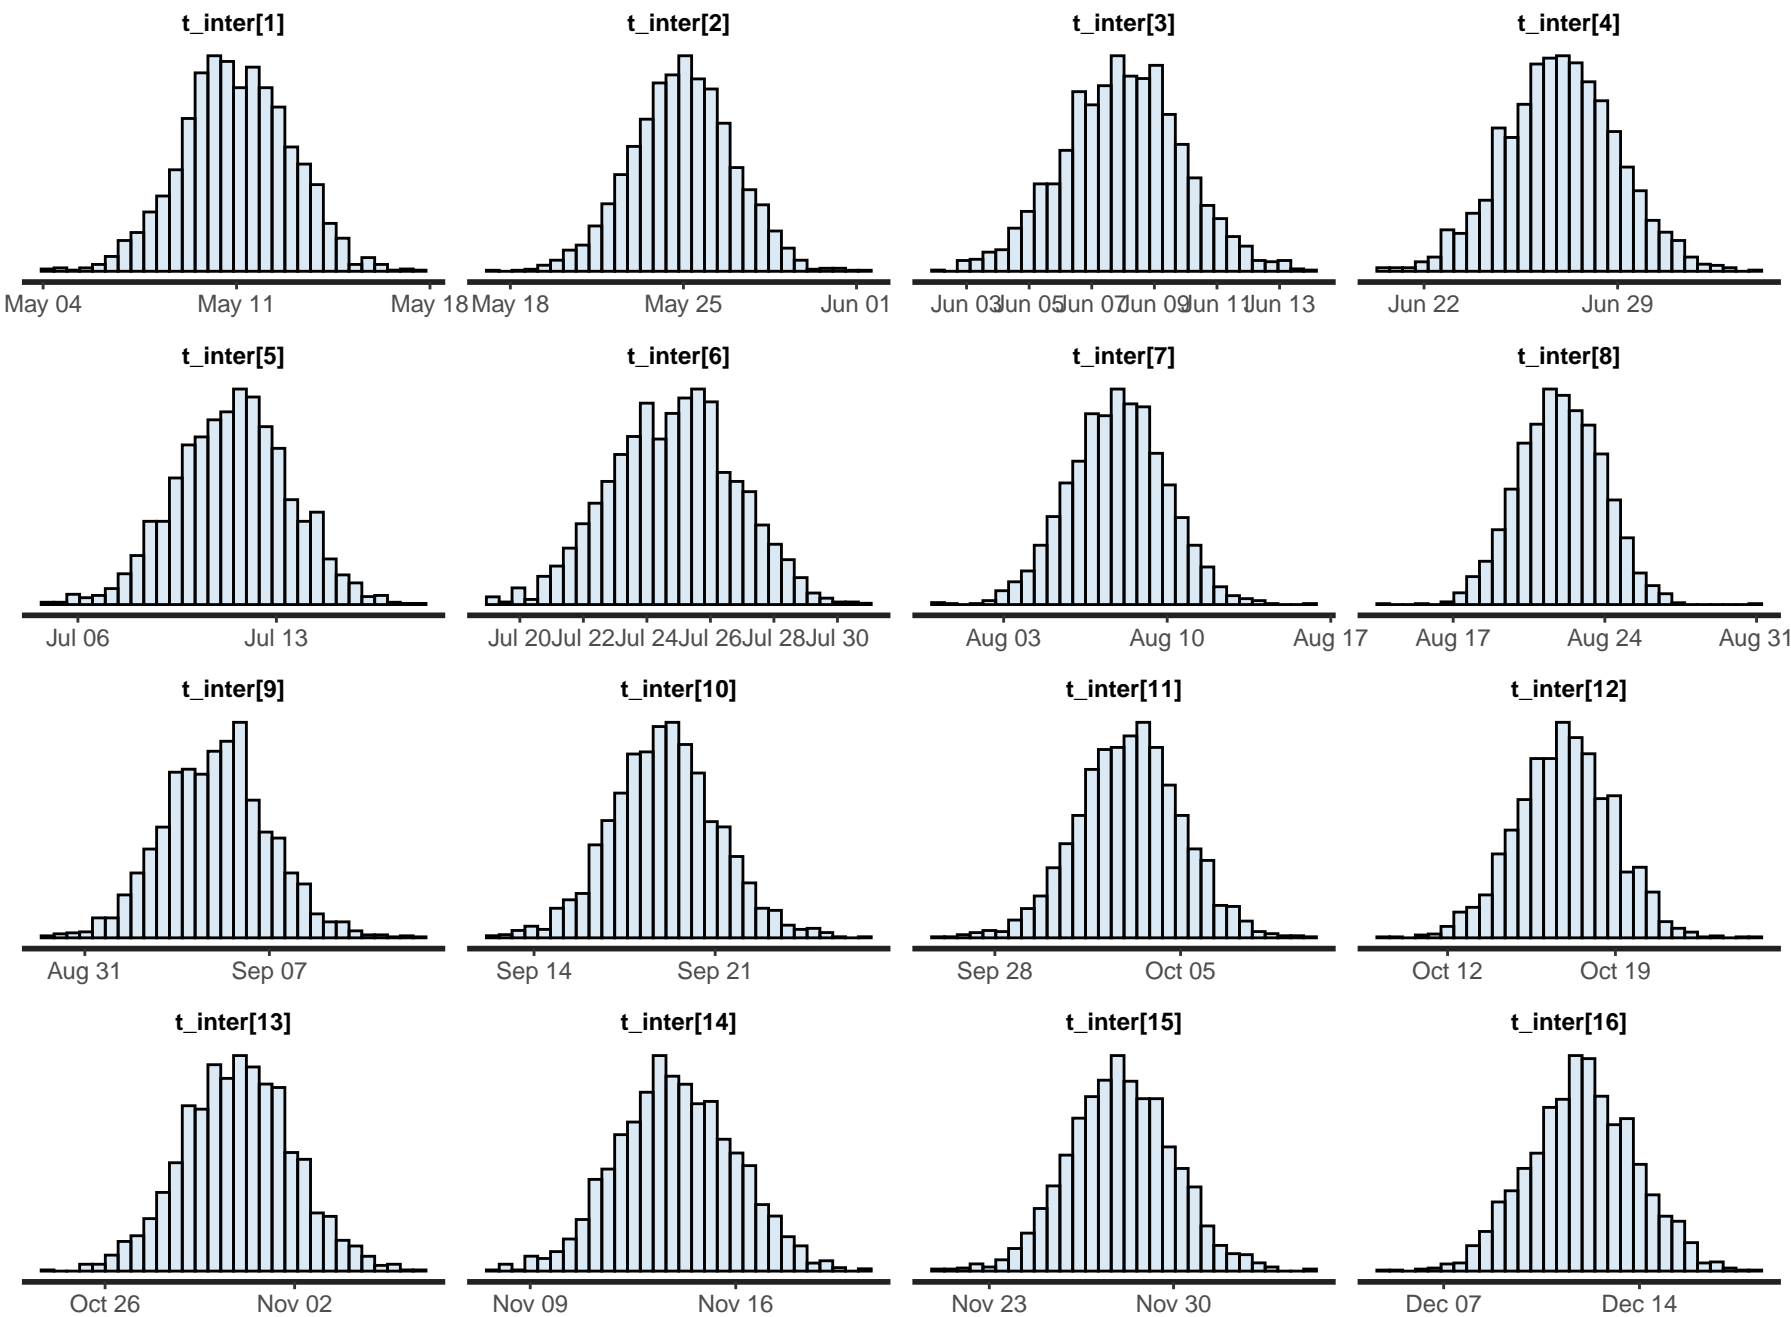 t_inter[1] t_inter[2] t_inter[3] t_inter[4]
May 04 May 11 May 18 May 18 May 25 Jun 01 Jun 03 Jun 05 Jun 07 Jun 09 Jun 11 Jun 13 Jun 22 Jun 29
t_inter[5] t_inter[6] t_inter[7] t_inter[8]
Jul 06 Jul 13 Jul 20 Jul 22 Jul 24 Jul 26 Jul 28 Jul 30 Aug 03 Aug 10 Aug 17 Aug 17 Aug 24 Aug 31
t_inter[9] t_inter[10] t_inter[11] t_inter[12]
Aug 31 Sep 07 Sep 14 Sep 21 Sep 28 Oct 05 Oct 12 Oct 19
t_inter[13] t_inter[14] t_inter[15] t_inter[16]
Oct 26 Nov 02 Nov 09 Nov 16 Nov 23 Nov 30 Dec 07 Dec 14